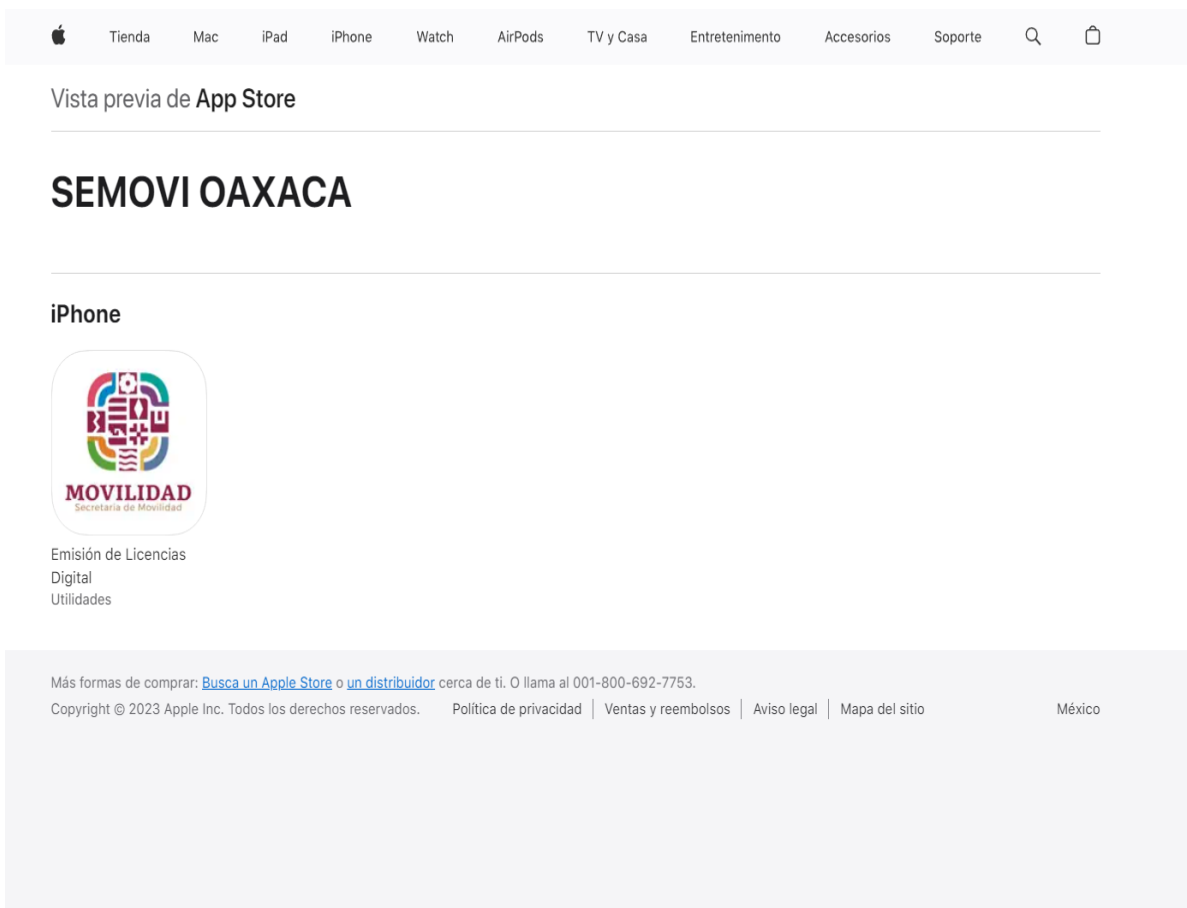 Tienda Mac iPad iPhone Watch AirPods TV y Casa Entretenimiento Accesorios Soporte
Vista previa de App Store
SEMOVI OAXACA
iPhone
MOVILIDAD
Secretaría de Movilidad
Emisión de Licencias
Digital
Utilidades
Más formas de comprar: Busca un Apple Store o un distribuidor cerca de ti. O llama al 001-800-692-7753.
Copyright © 2023 Apple Inc. Todos los derechos reservados. Política de privacidad Ventas y reembolsos Aviso legal Mapa del sitio México